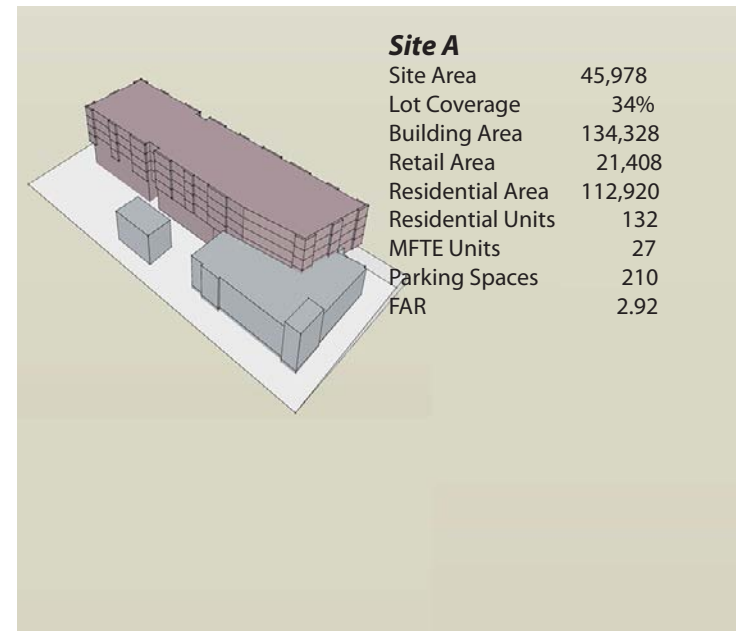 Site A
Site Area 45,978
Lot Coverage 34%
Building Area 134,328
Retail Area 21,408
Residential Area 112,920
Residential Units 132
MFTE Units 27
Parking Spaces 210
FAR 2.92